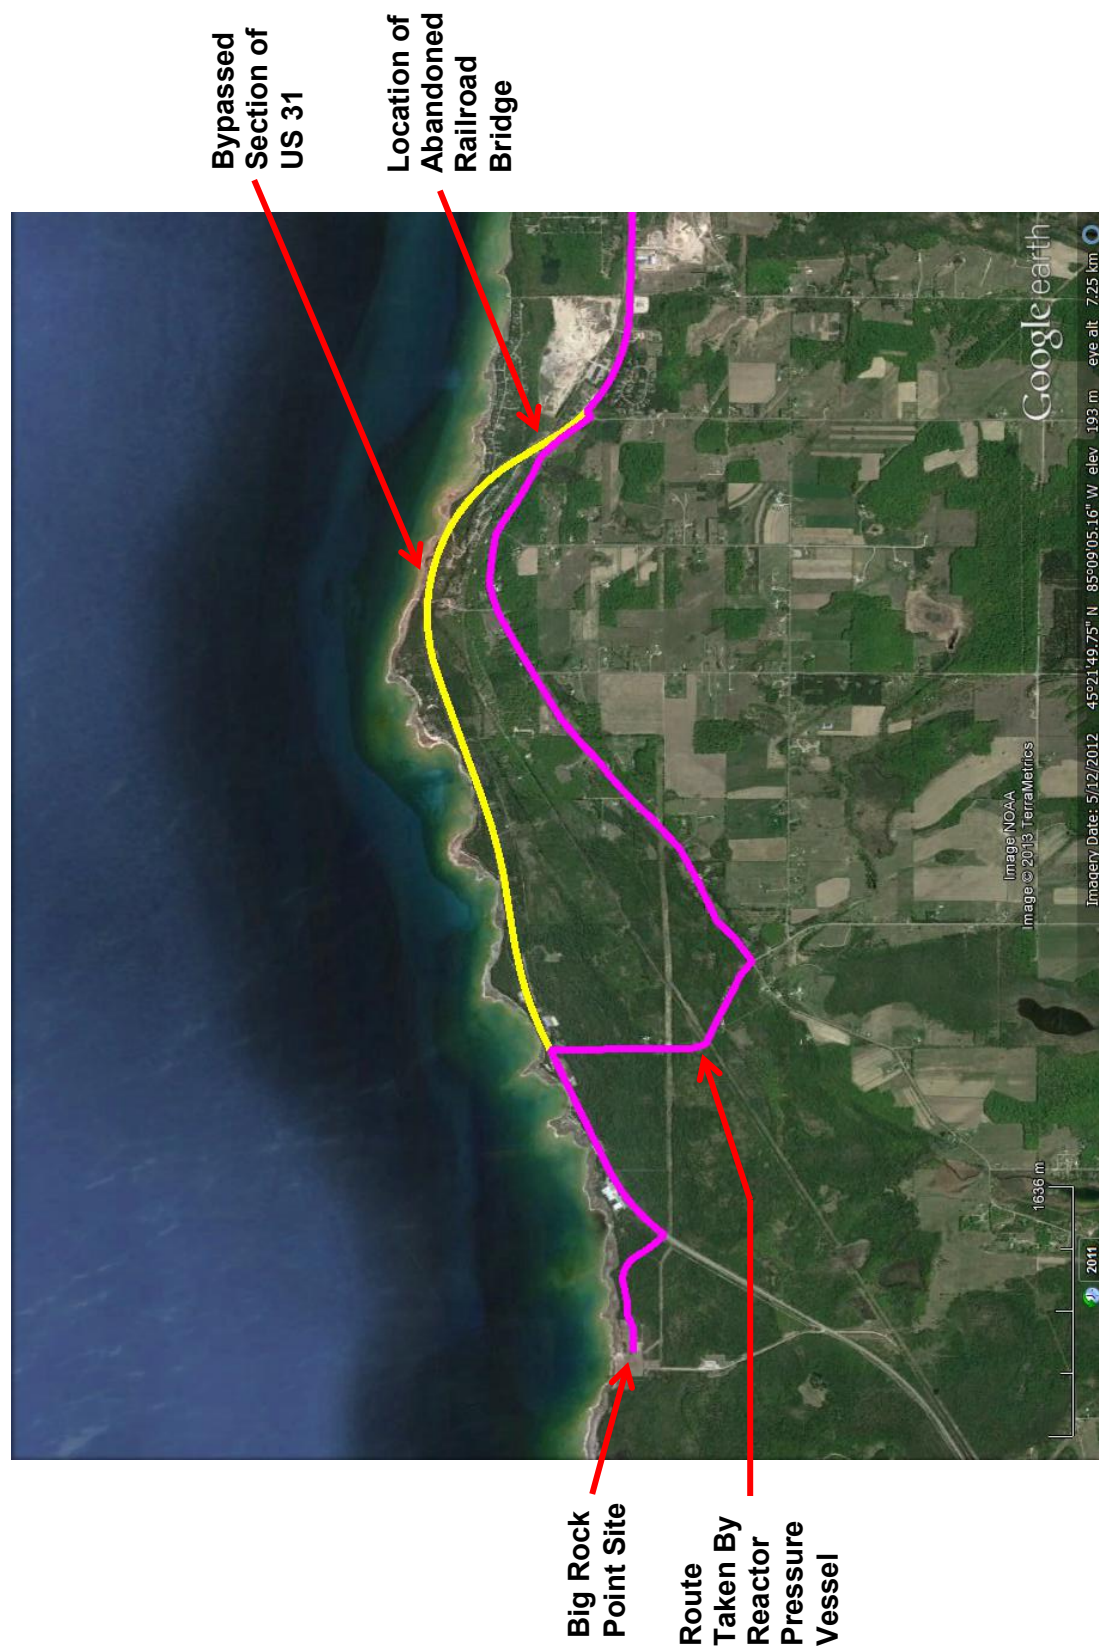 Bypassed
Section of
US 31
Location of
Abandoned
Railroad
Bridge
Big Rock
Point Site
Route
Taken By
Reactor
Pressure
Vessel
Google earth
Image NOAA
Image © 2013 TerraMetrics
1636 m
2011
Imagery Date: 5/12/2012 45°21'49.75" N 85°09'05.16" W elev 193 m eye alt 7.25 km